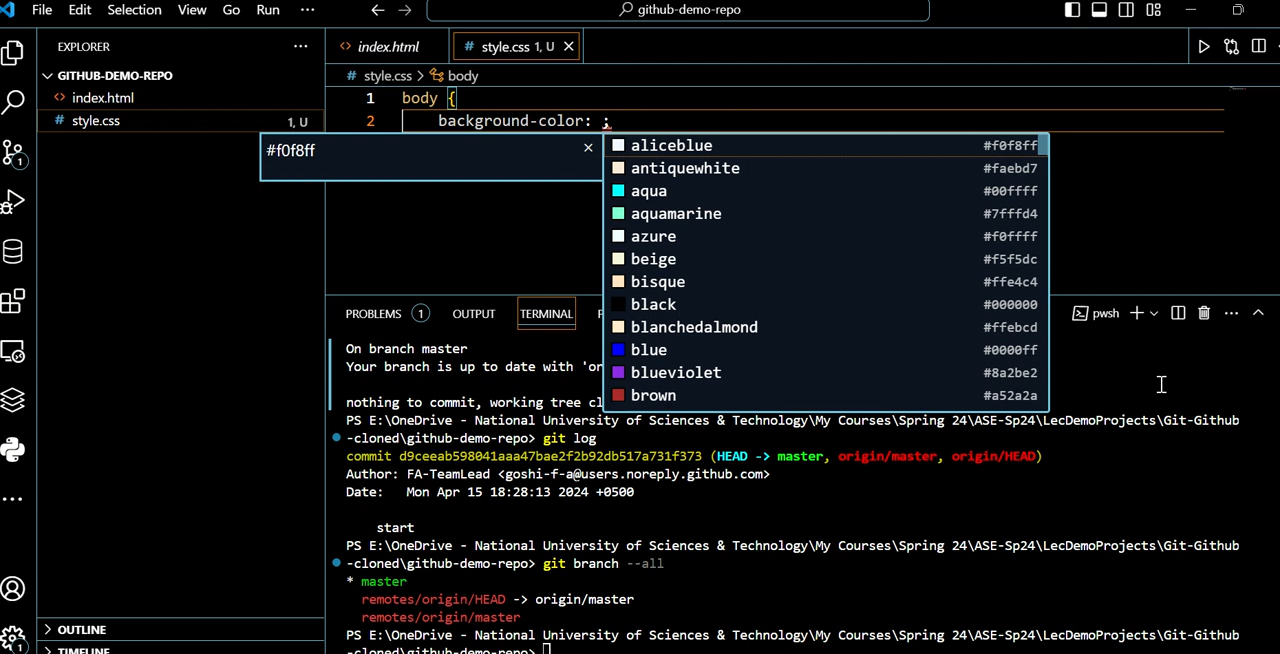 File Edit Selection View Go Run ··· github-demo-repo
EXPLORER ···
GITHUB-DEMO-REPO
index.html
style.css 1, U
index.html style.css 1, U
# style.css > body
1 body {
2 background-color: ;
#f0f8ff
aliceblue #f0f8ff
antiquewhite #faebd7
aqua #00ffff
aquamarine #7fffd4
azure #f0ffff
beige #f5f5dc
bisque #ffe4c4
black #000000
blanchedalmond #ffebcd
blue #0000ff
blueviolet #8a2be2
brown #a52a2a
PROBLEMS 1 OUTPUT TERMINAL pwsh
On branch master
Your branch is up to date with 'or
nothing to commit, working tree cl
PS E:\OneDrive - National University of Sciences & Technology\My Courses\Spring 24\ASE-Sp24\LecDemoProjects\Git-Github
-cloned\github-demo-repo> git log
commit d9ceeab598041aaa47bae2f2b92db517a731f373 (HEAD -> master, origin/master, origin/HEAD)
Author: FA-TeamLead <goshi-f-a@users.noreply.github.com>
Date: Mon Apr 15 18:28:13 2024 +0500
start
PS E:\OneDrive - National University of Sciences & Technology\My Courses\Spring 24\ASE-Sp24\LecDemoProjects\Git-Github
-cloned\github-demo-repo> git branch --all
* master
remotes/origin/HEAD -> origin/master
remotes/origin/master
PS E:\OneDrive - National University of Sciences & Technology\My Courses\Spring 24\ASE-Sp24\LecDemoProjects\Git-Github
-cloned\github-demo-repo>
OUTLINE
TIMELINE
1
1